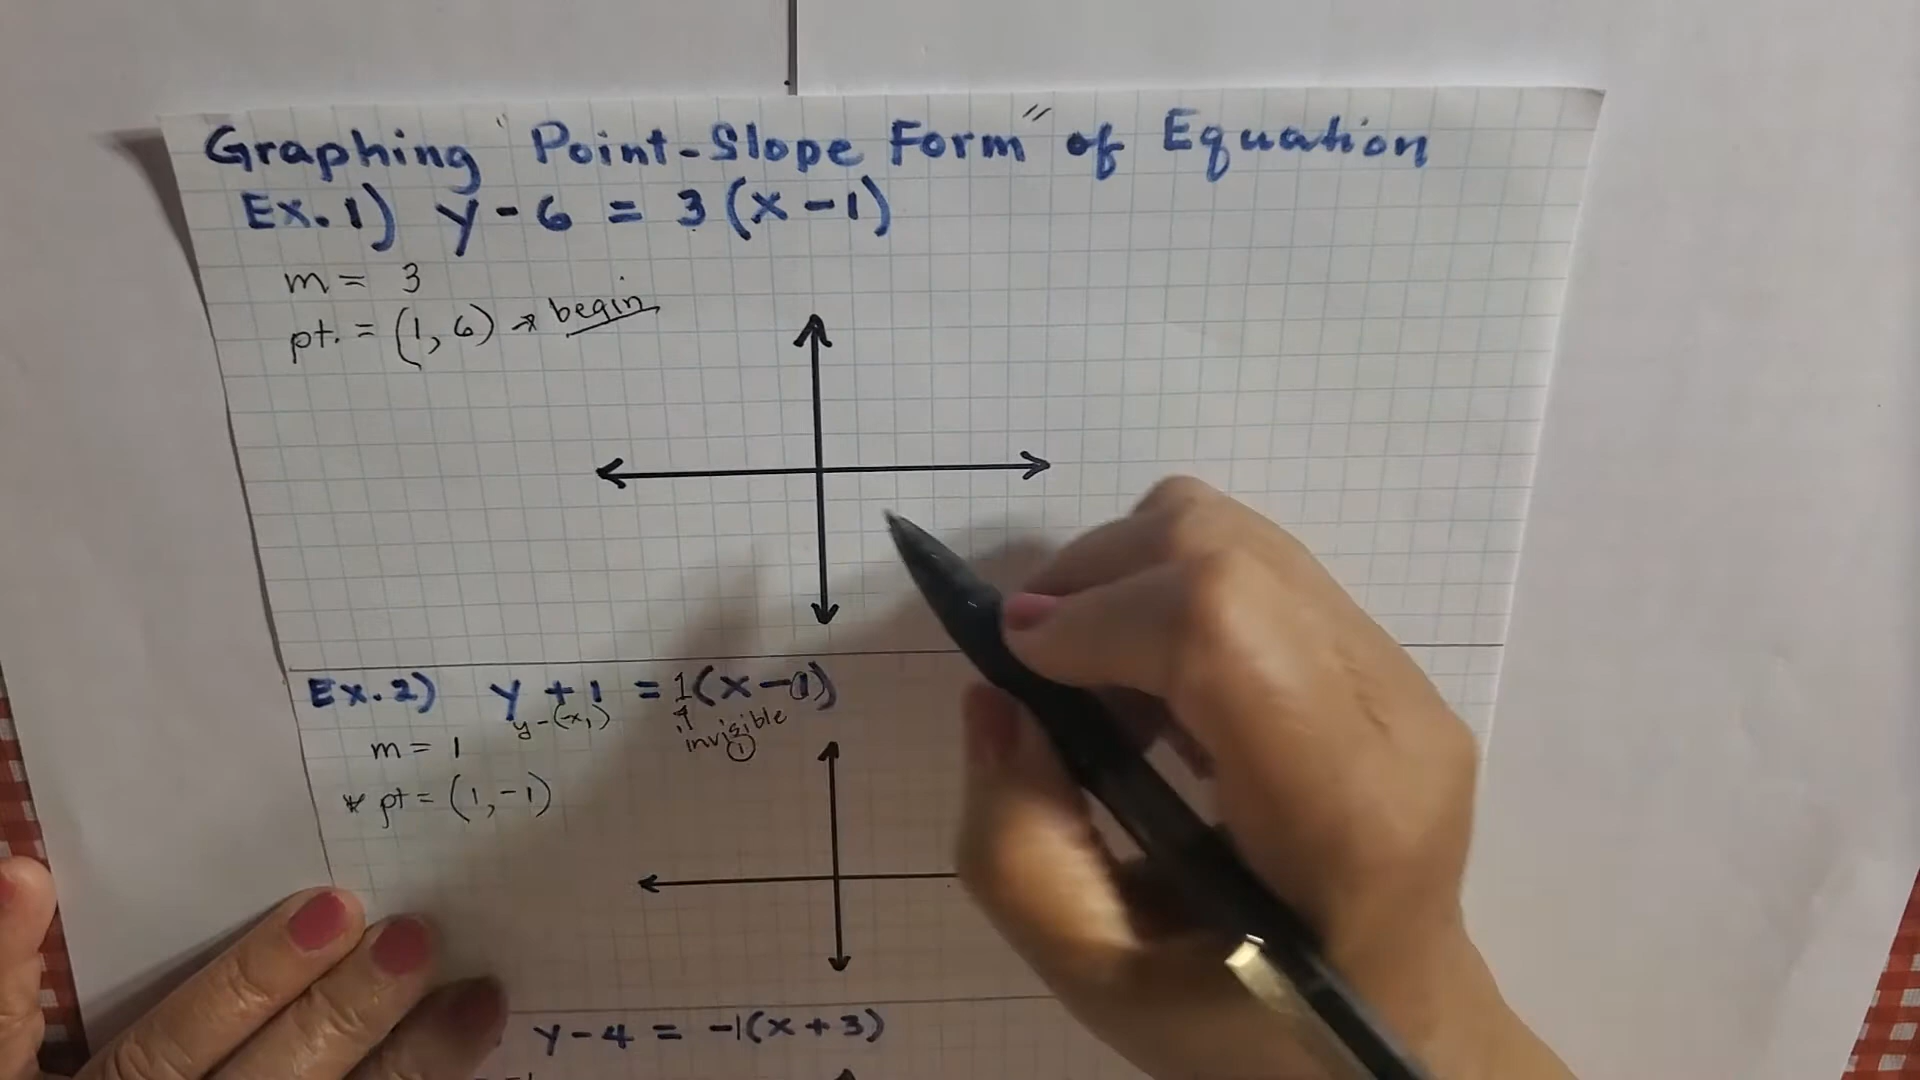 Graphing "Point-Slope Form" of Equation
Ex.1) y - 6 = 3(x - 1)
m = 3
pt. = (1, 6) → begin
Ex.2) y + 1 = 1(x - 1)
y - (-x₁)
invisible
1
m = 1
* pt = (1, -1)
y - 4 = -1(x + 3)